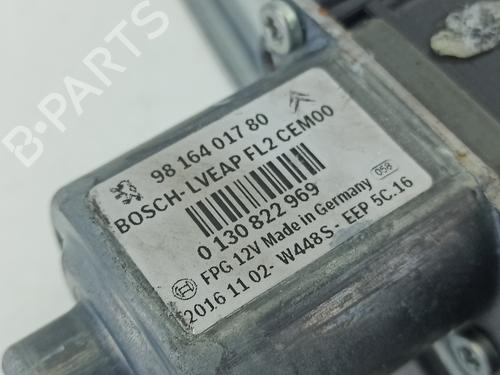 B-PARTS
98 164 017 80
BOSCH-LVEAP FL2 CEM00
0 130 822 969
058
FPG 12V Made in Germany
2016 11 02- W448S- EEP 5C.16